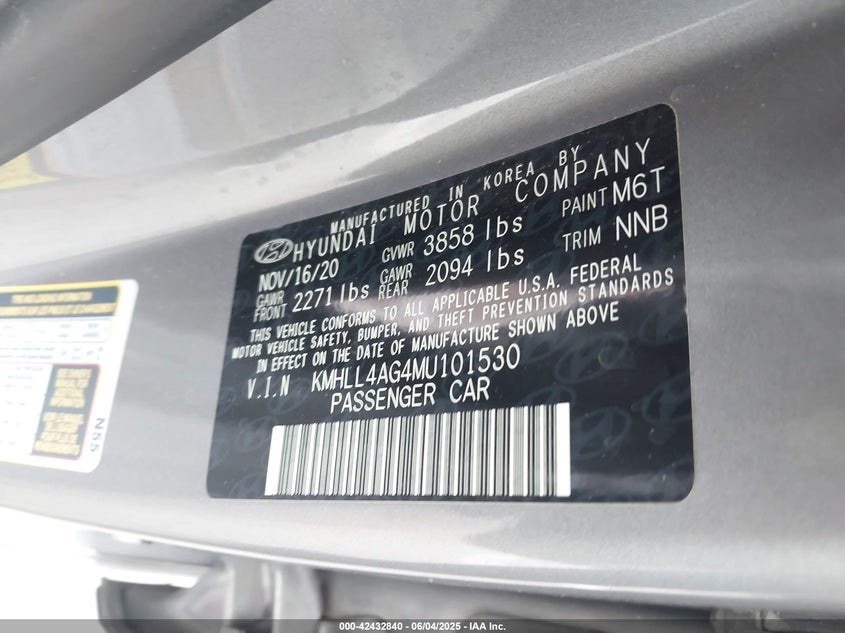 MANUFACTURED IN KOREA BY
HYUNDAI MOTOR COMPANY
NOV/16/20 GVWR 3858 lbs PAINT M6T
GAWR FRONT 2271 lbs GAWR REAR 2094 lbs TRIM NNB
THIS VEHICLE CONFORMS TO ALL APPLICABLE U.S.A. FEDERAL
MOTOR VEHICLE SAFETY, BUMPER, AND THEFT PREVENTION STANDARDS
IN EFFECT ON THE DATE OF MANUFACTURE SHOWN ABOVE
V.I.N KMHLL4AG4MU101530
PASSENGER CAR
N55
000-42432840 - 06/04/2025 - IAA Inc.